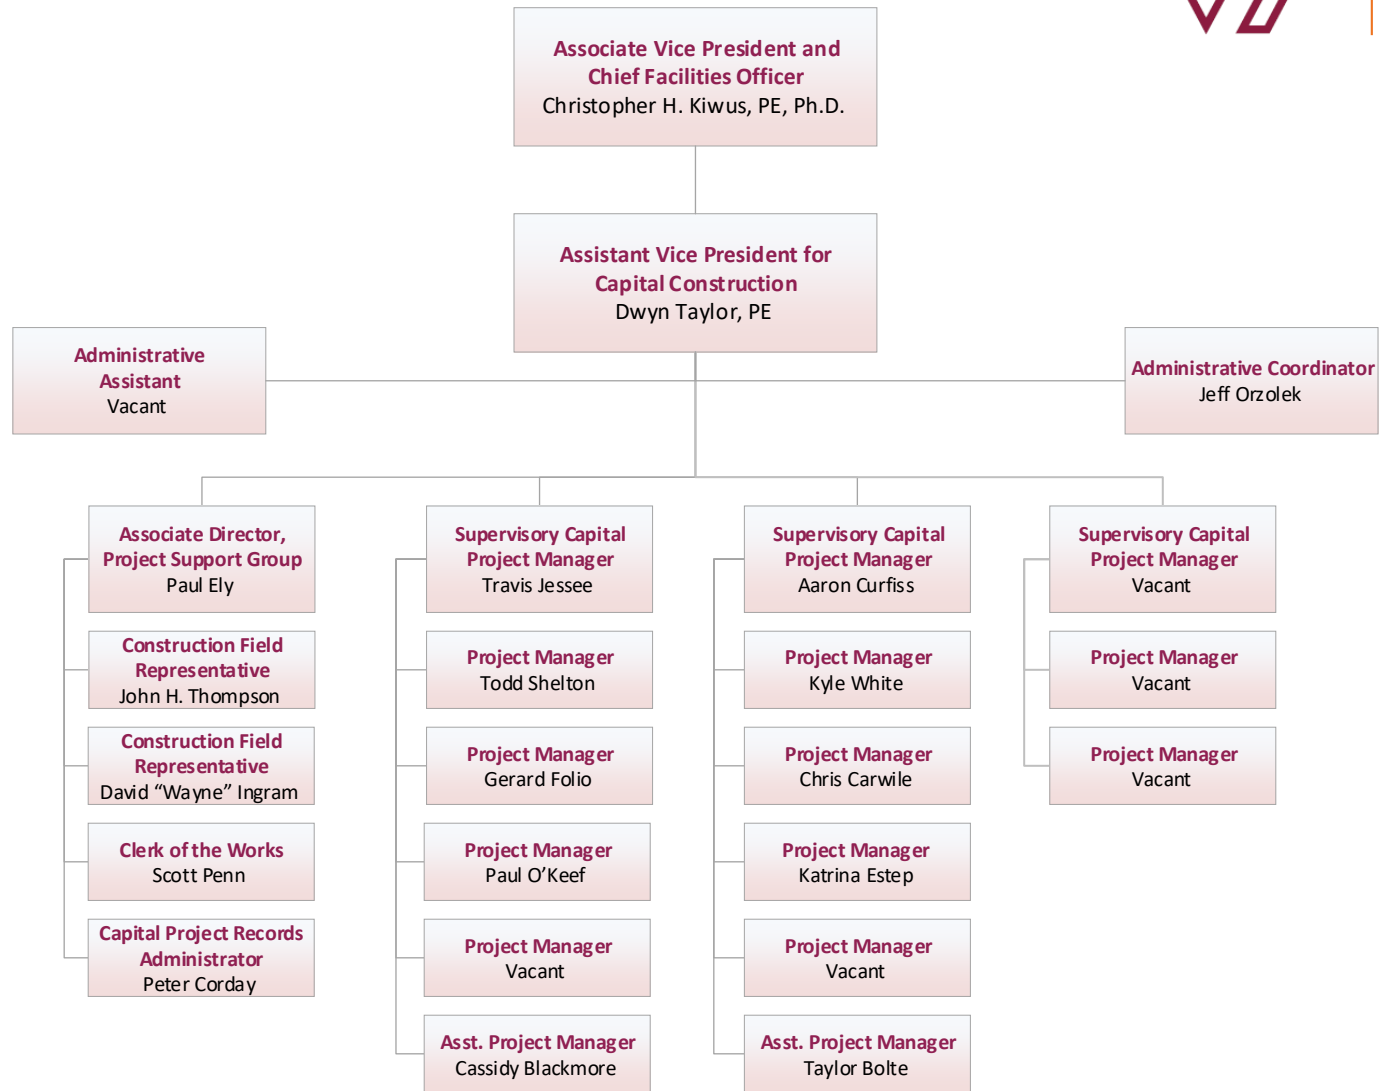 Associate Vice President and
Chief Facilities Officer
Christopher H. Kiwus, PE, Ph.D.
Assistant Vice President for
Capital Construction
Dwyn Taylor, PE
Administrative
Assistant
Vacant
Administrative Coordinator
Jeff Orzolek
Associate Director,
Project Support Group
Paul Ely
Construction Field
Representative
John H. Thompson
Construction Field
Representative
David “Wayne” Ingram
Clerk of the Works
Scott Penn
Capital Project Records
Administrator
Peter Corday
Supervisory Capital
Project Manager
Travis Jessee
Project Manager
Todd Shelton
Project Manager
Gerard Folio
Project Manager
Paul O’Keef
Project Manager
Vacant
Asst. Project Manager
Cassidy Blackmore
Supervisory Capital
Project Manager
Aaron Curfiss
Project Manager
Kyle White
Project Manager
Chris Carwile
Project Manager
Katrina Estep
Project Manager
Vacant
Asst. Project Manager
Taylor Bolte
Supervisory Capital
Project Manager
Vacant
Project Manager
Vacant
Project Manager
Vacant